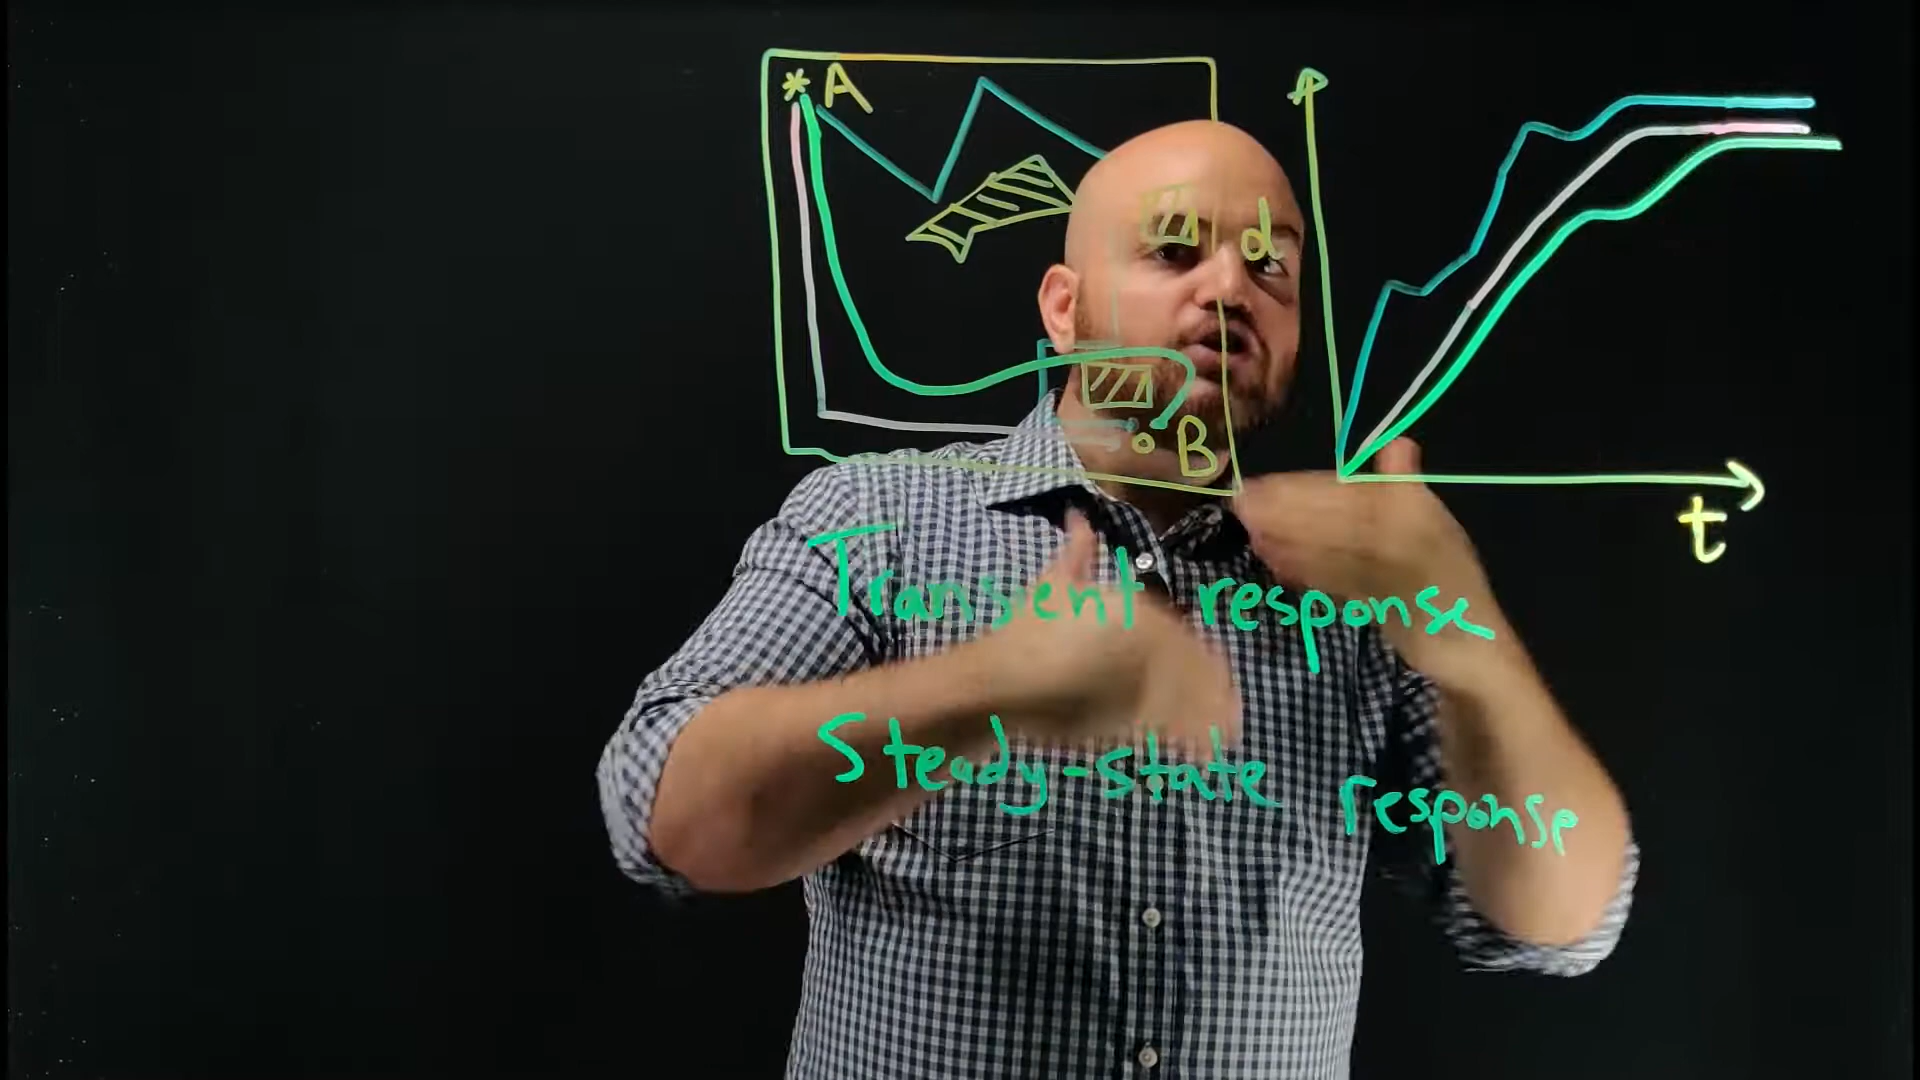 * A
d
B
t
Transient response
Steady-state response